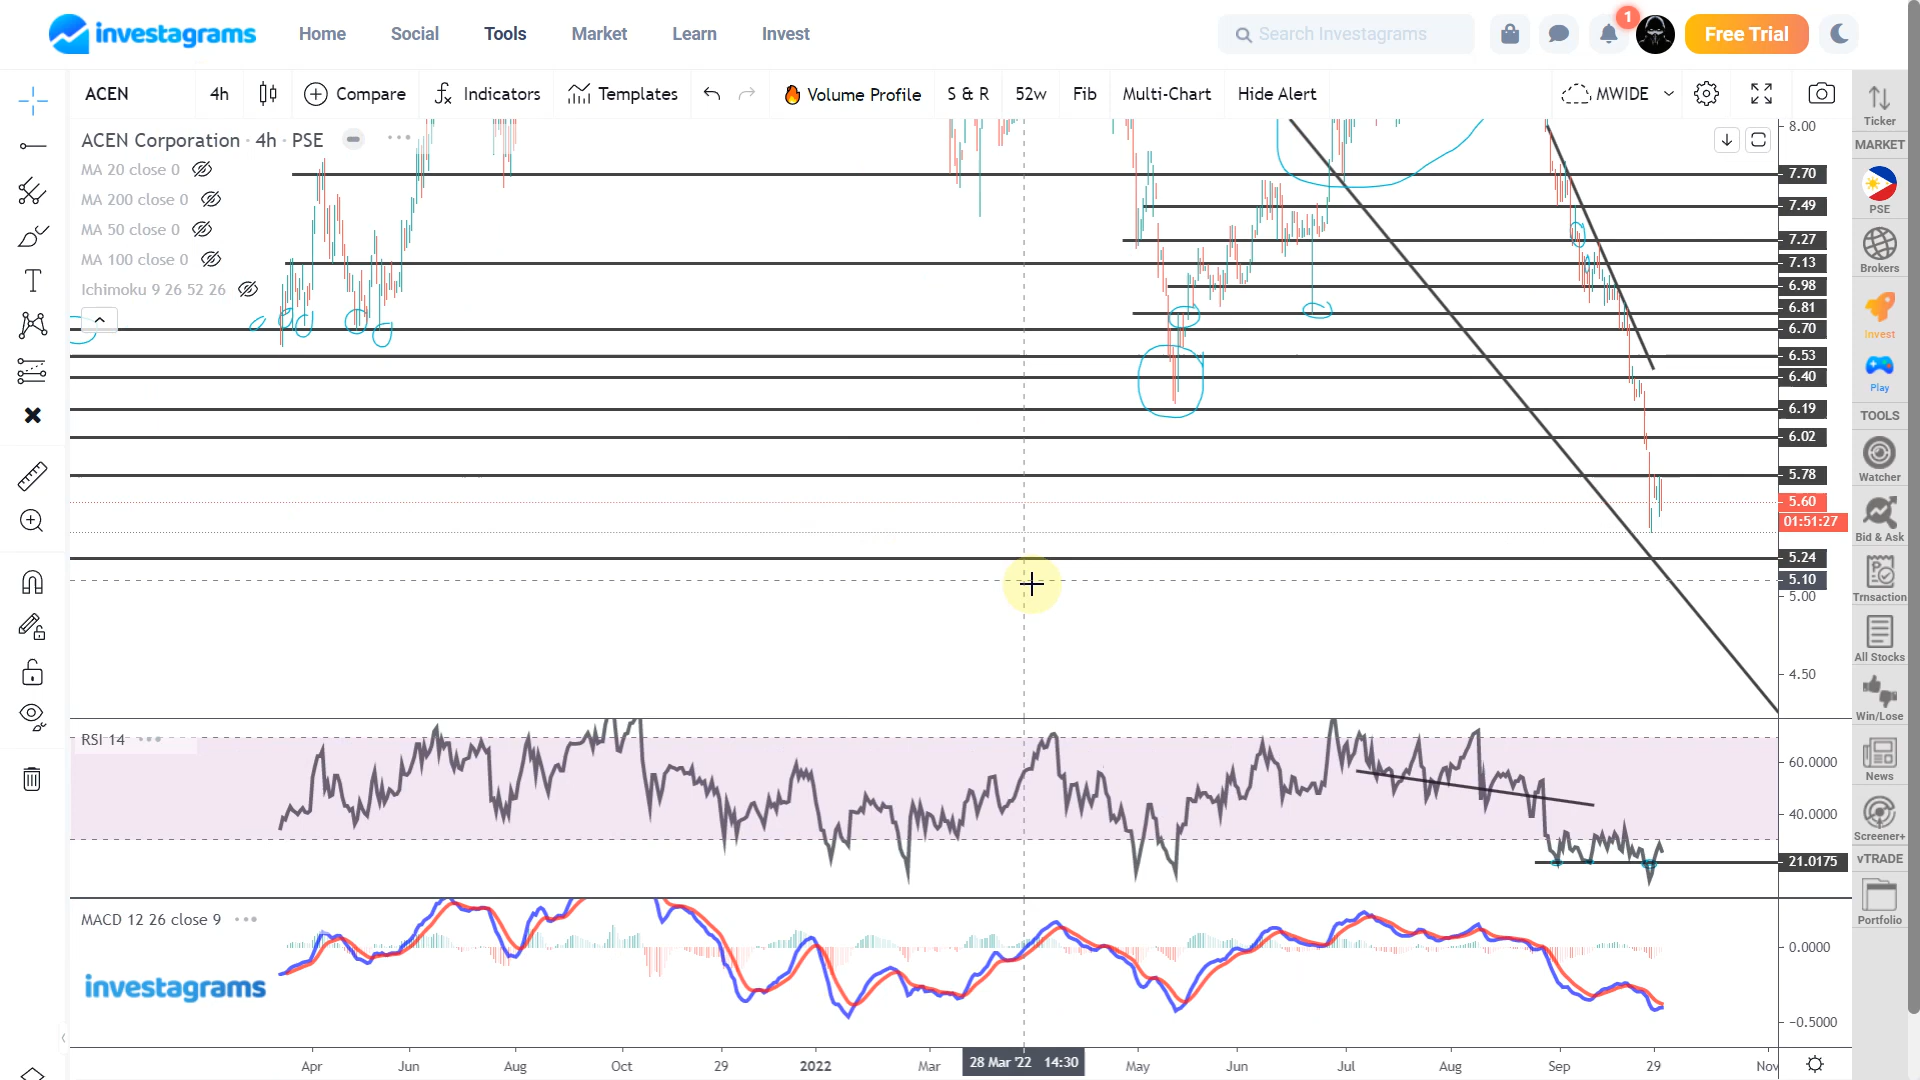 investagrams
Home
Social
Tools
Market
Learn
Invest
Search Investagrams
1
Free Trial
ACEN
4h
Compare
Indicators
Templates
Volume Profile
S & R
52w
Fib
Multi-Chart
Hide Alert
MWIDE
Ticker
MARKET
PSE
Brokers
Invest
Play
TOOLS
Watcher
Bid & Ask
Trnsaction
All Stocks
Win/Lose
News
Screener+
vTRADE
Portfolio
ACEN Corporation · 4h · PSE
MA 20 close 0
MA 200 close 0
MA 50 close 0
MA 100 close 0
Ichimoku 9 26 52 26
8.00
7.70
7.49
7.27
7.13
6.98
6.81
6.70
6.53
6.40
6.19
6.02
5.78
5.60
01:51:27
5.24
5.10
5.00
4.50
RSI 14
60.0000
40.0000
21.0175
MACD 12 26 close 9
0.0000
−0.5000
investagrams
Apr
Jun
Aug
Oct
29
2022
Mar
28 Mar '22 14:30
May
Jun
Jul
Aug
Sep
29
Nov